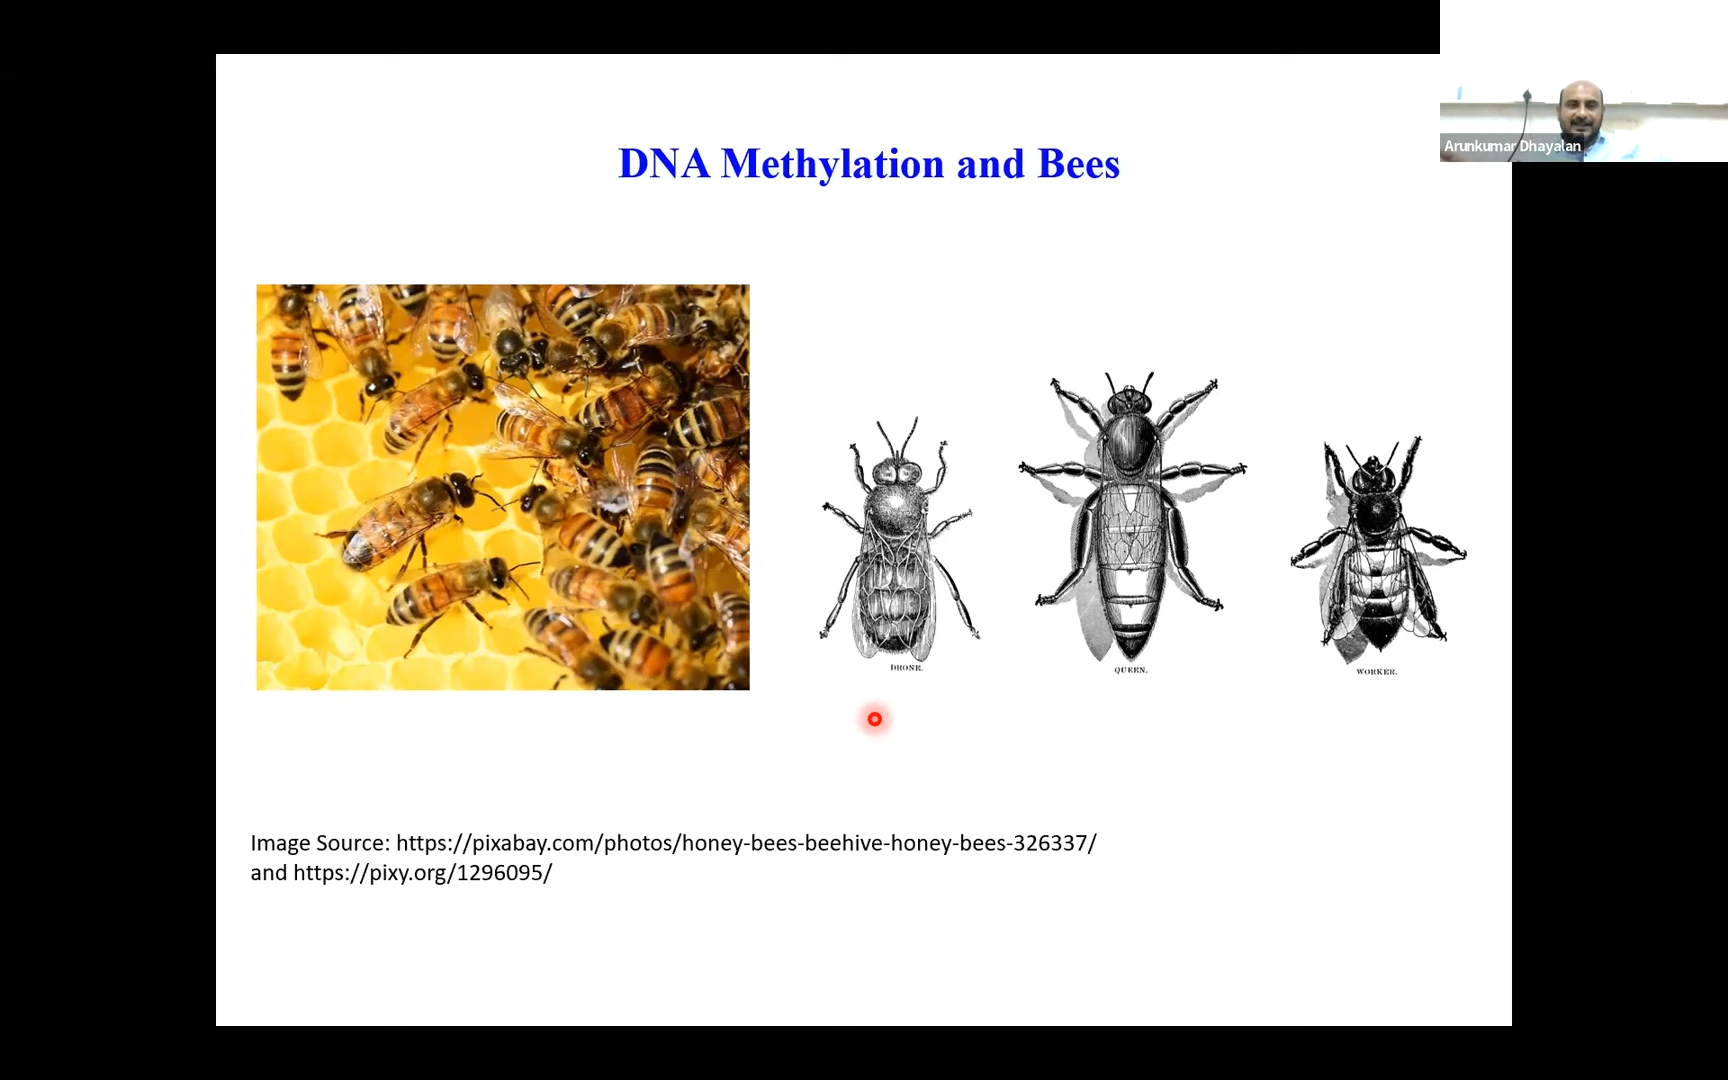 Arunkumar Dhayalan
DNA Methylation and Bees
DRONE.
QUEEN.
WORKER.
Image Source: https://pixabay.com/photos/honey-bees-beehive-honey-bees-326337/
and https://pixy.org/1296095/